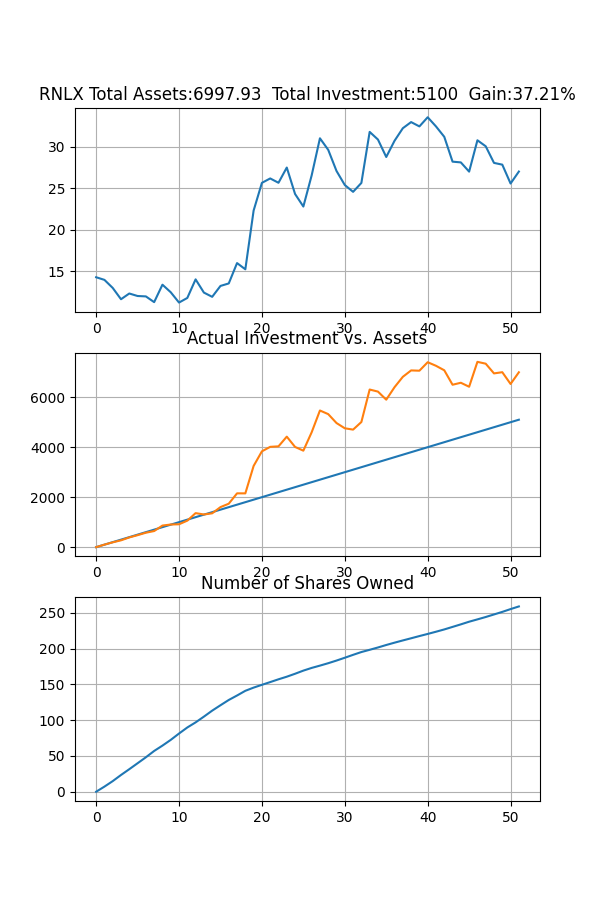 RNLX Total Assets:6997.93  Total Investment:5100  Gain:37.21%
30
25
20
15
0 10 20 30 40 50
Actual Investment vs. Assets
6000
4000
2000
0
0 10 20 30 40 50
Number of Shares Owned
250
200
150
100
50
0
0 10 20 30 40 50